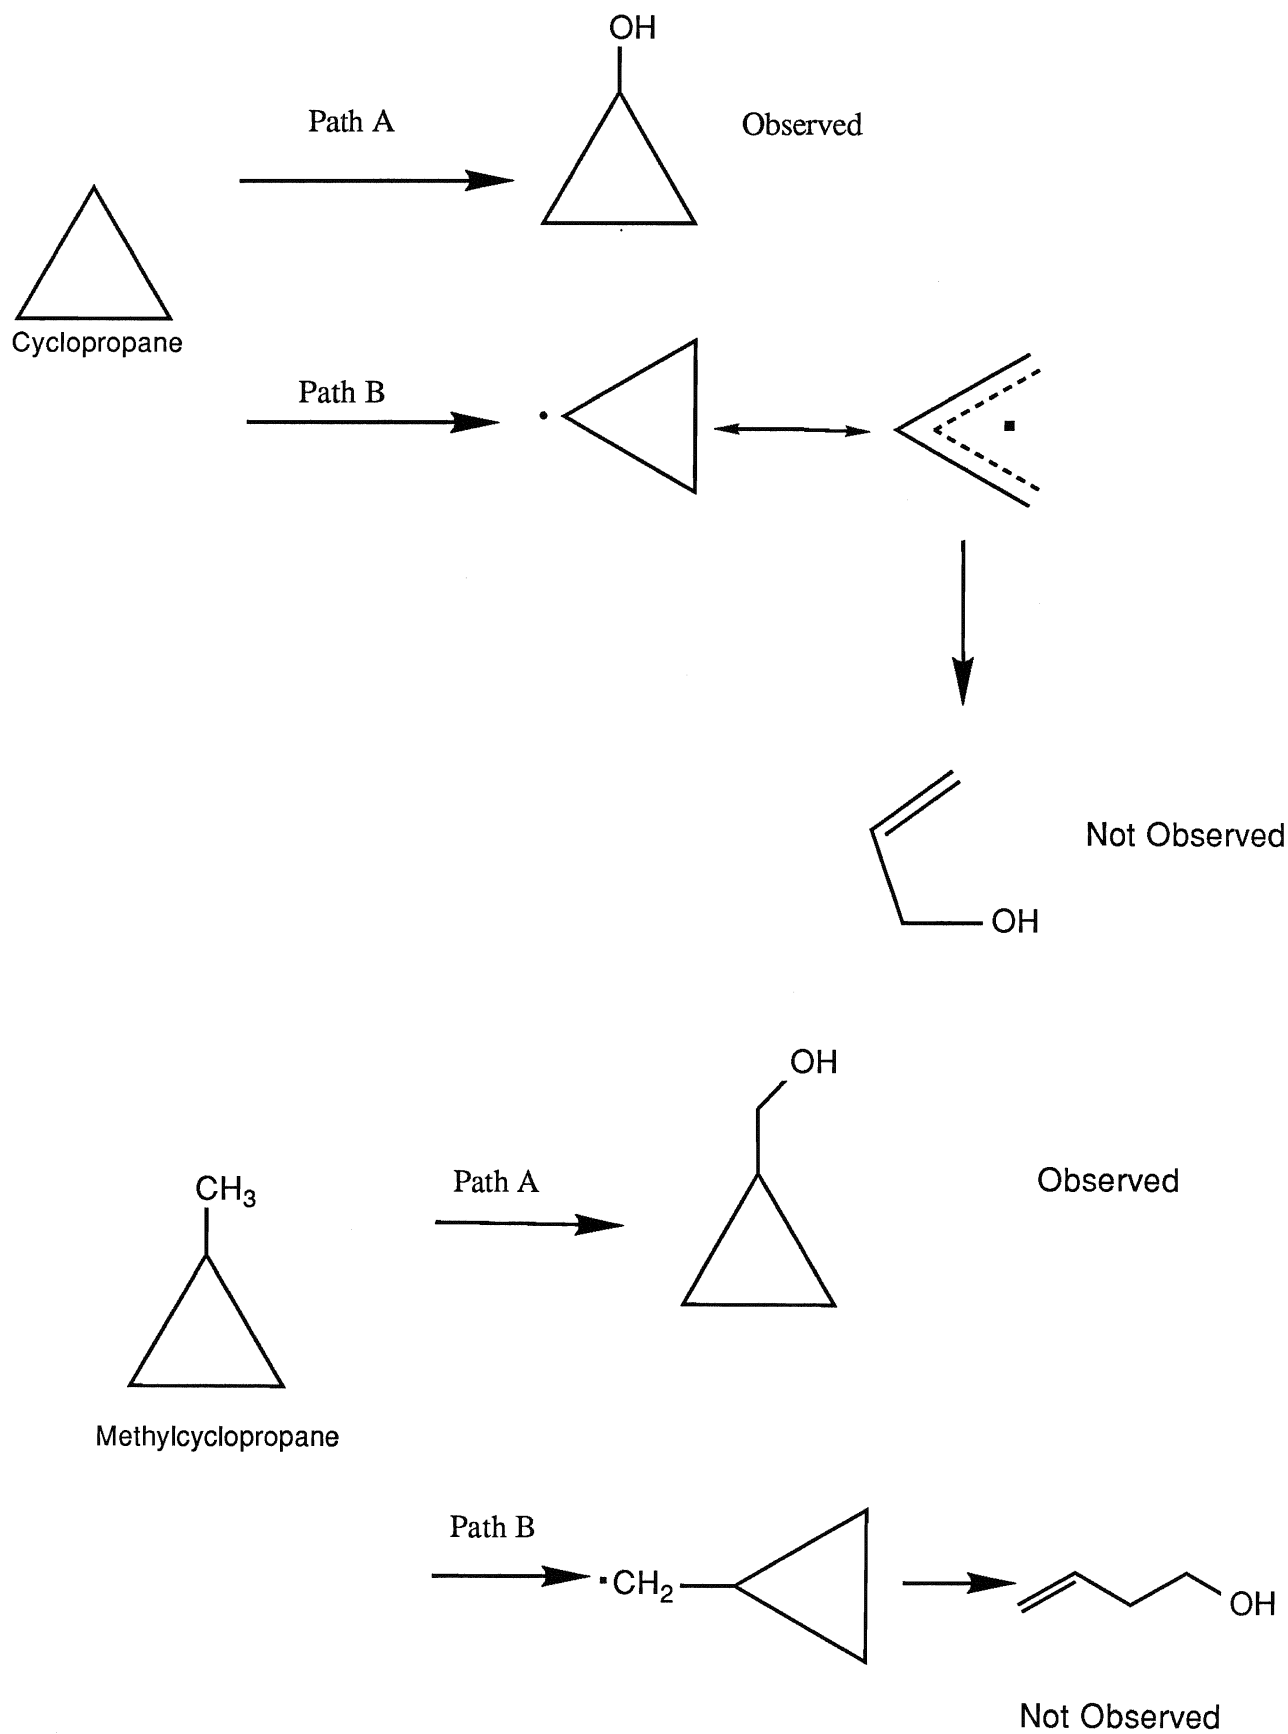 OH
Path A
Observed
Cyclopropane
Path B
Not Observed
OH
OH
CH3
Path A
Observed
Methylcyclopropane
Path B
·CH2
OH
Not Observed